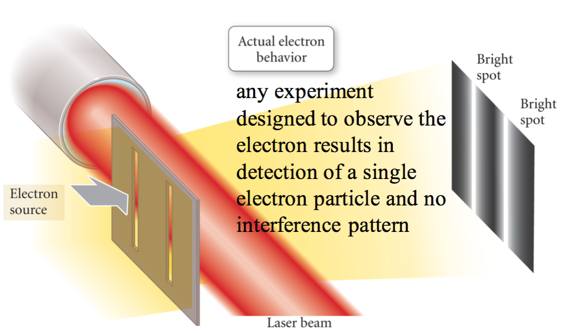 Actual electron
behavior
Bright
spot
Bright
spot
any experiment
designed to observe the
electron results in
detection of a single
electron particle and no
interference pattern
Electron
source
Laser beam